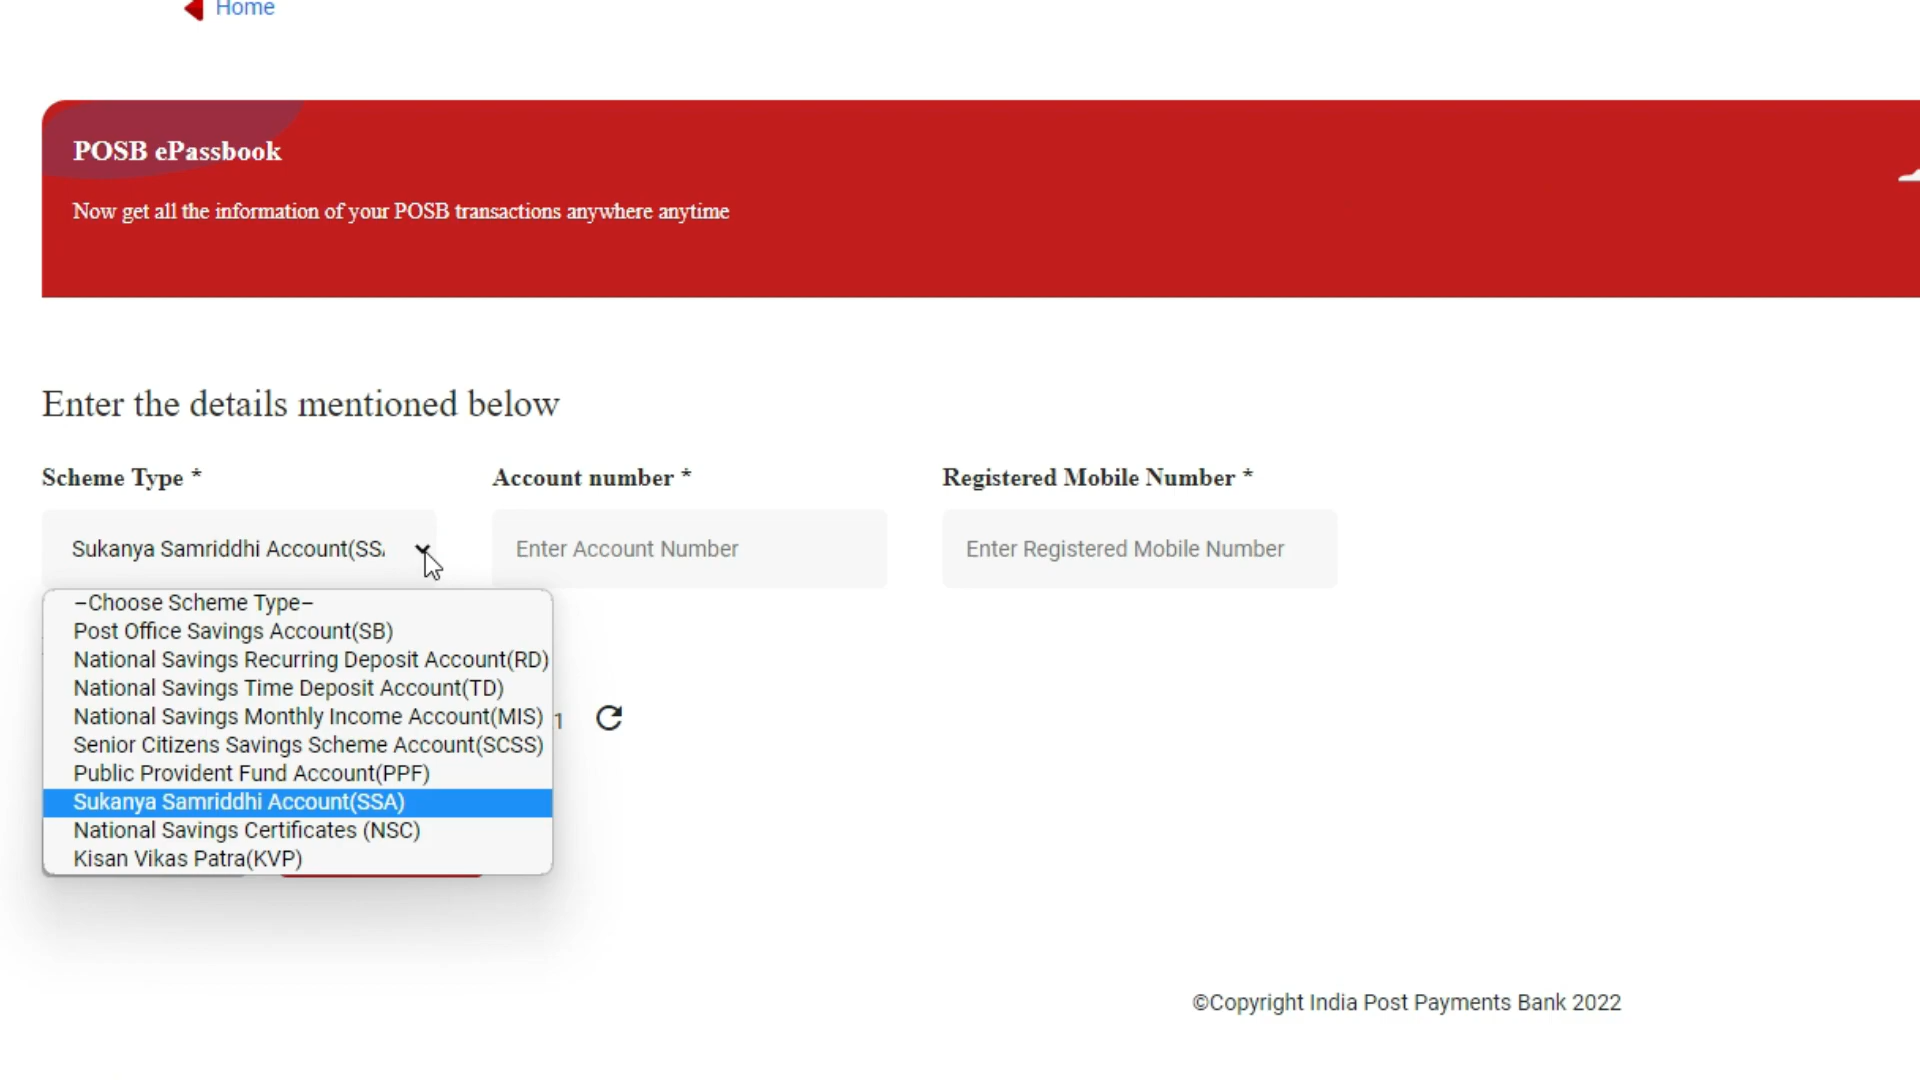 Home
POSB ePassbook
Now get all the information of your POSB transactions anywhere anytime
Enter the details mentioned below
Scheme Type *
Account number *
Registered Mobile Number *
Sukanya Samriddhi Account(SS
Enter Account Number
Enter Registered Mobile Number
–Choose Scheme Type–
Post Office Savings Account(SB)
National Savings Recurring Deposit Account(RD)
National Savings Time Deposit Account(TD)
National Savings Monthly Income Account(MIS)
1
Senior Citizens Savings Scheme Account(SCSS)
Public Provident Fund Account(PPF)
Sukanya Samriddhi Account(SSA)
National Savings Certificates (NSC)
Kisan Vikas Patra(KVP)
©Copyright India Post Payments Bank 2022